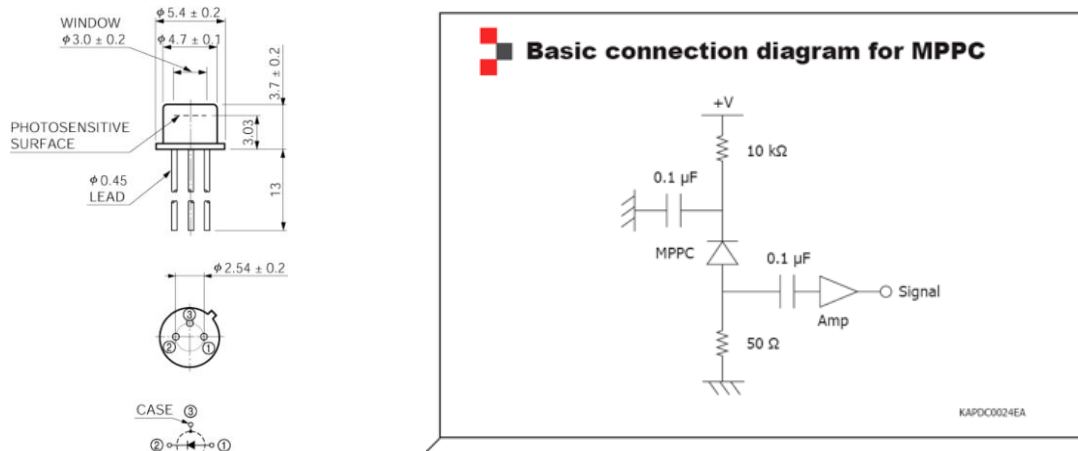 φ5.4 ± 0.2
WINDOW
φ3.0 ± 0.2
φ4.7 ± 0.1
3.7 ± 0.2
PHOTOSENSITIVE
SURFACE
3.03
φ0.45
LEAD
13
φ2.54 ± 0.2
③
②
①
CASE
③
②
①
Basic connection diagram for MPPC
+V
10 kΩ
0.1 µF
MPPC
0.1 µF
Signal
Amp
50 Ω
KAPDC0024EA